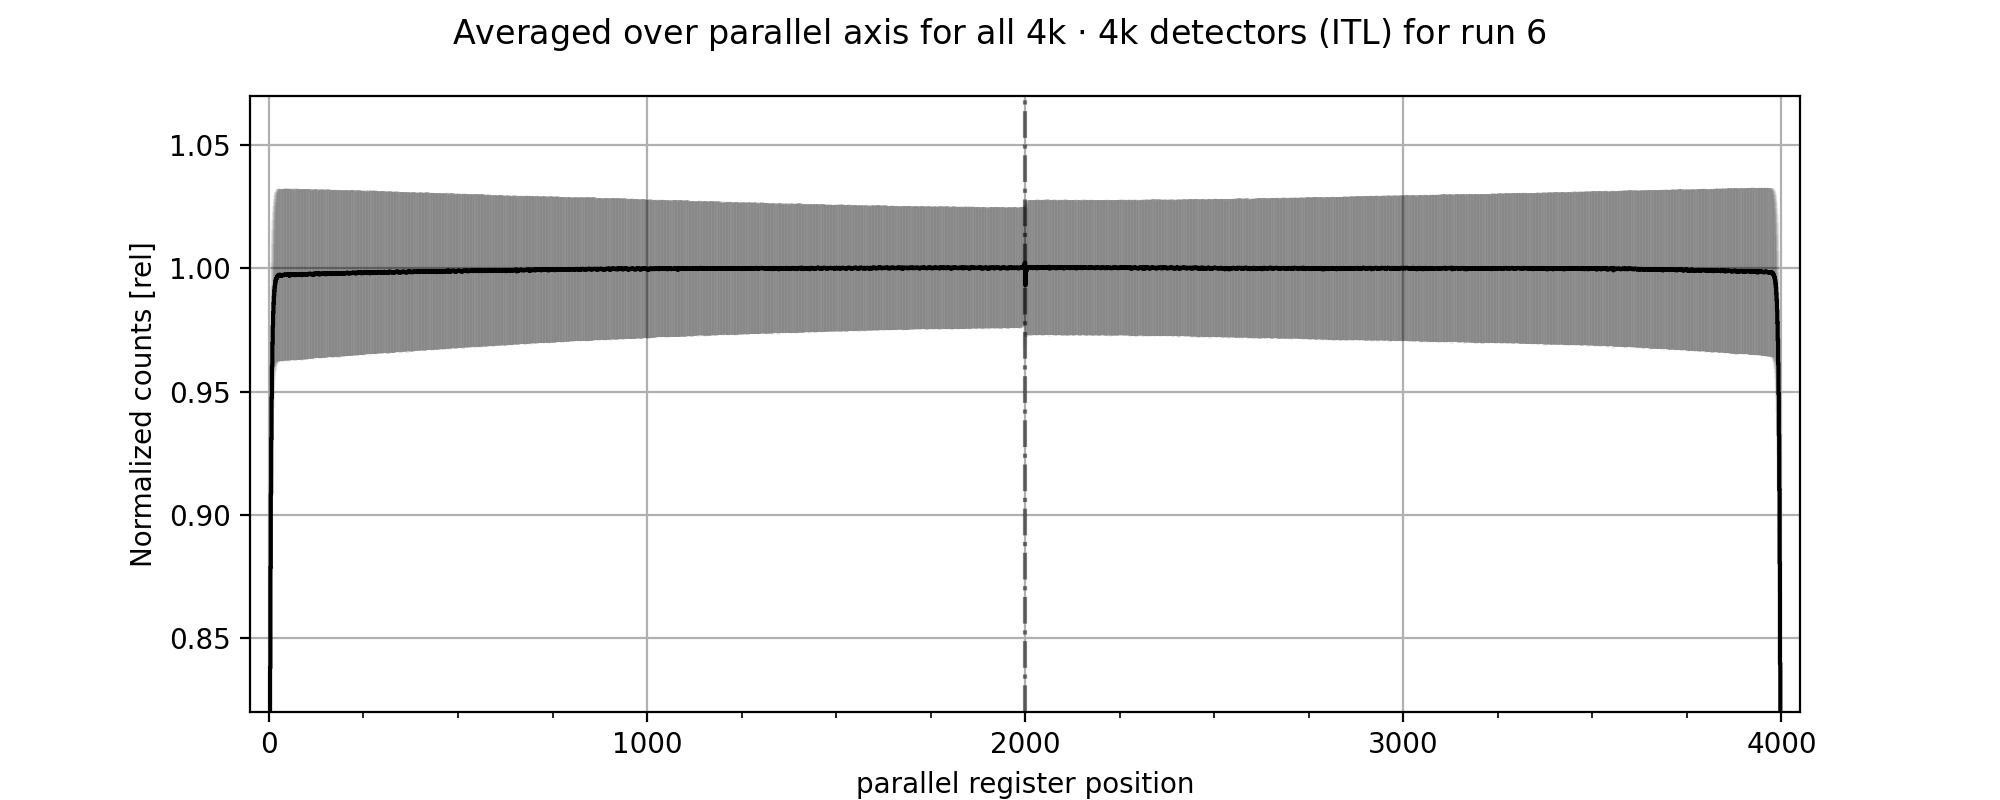 Averaged over parallel axis for all 4k · 4k detectors (ITL) for run 6
1.05
1.00
0.95
0.90
0.85
Normalized counts [rel]
0 1000 2000 3000 4000
parallel register position